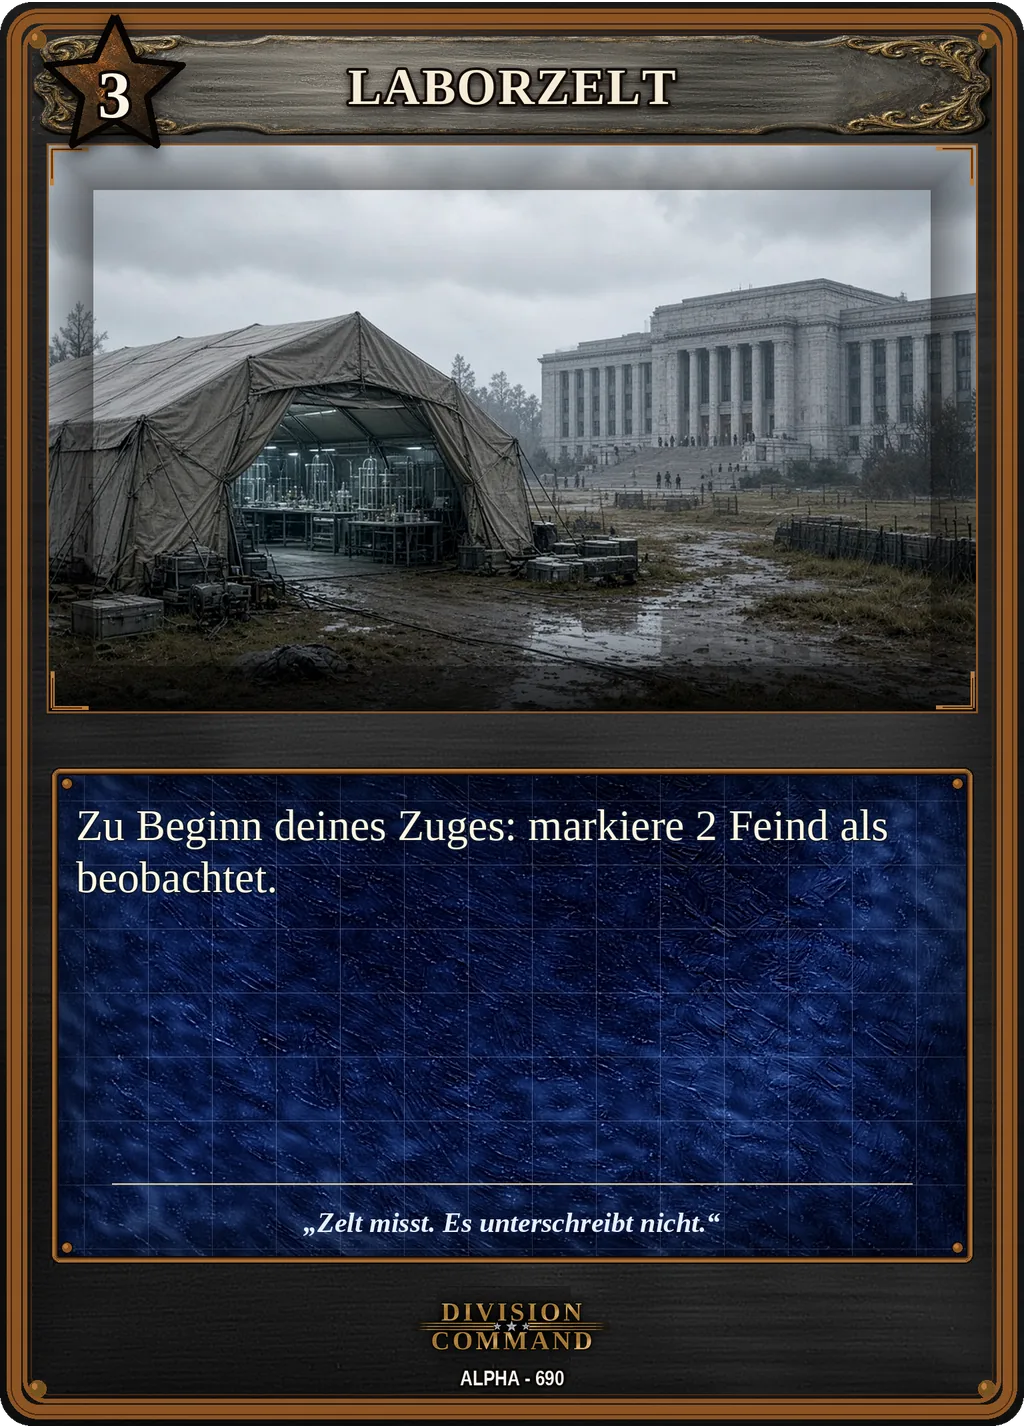 3
LABORZELT
Zu Beginn deines Zuges: markiere 2 Feind als
beobachtet.
„Zelt misst. Es unterschreibt nicht.“
DIVISION
COMMAND
ALPHA - 690